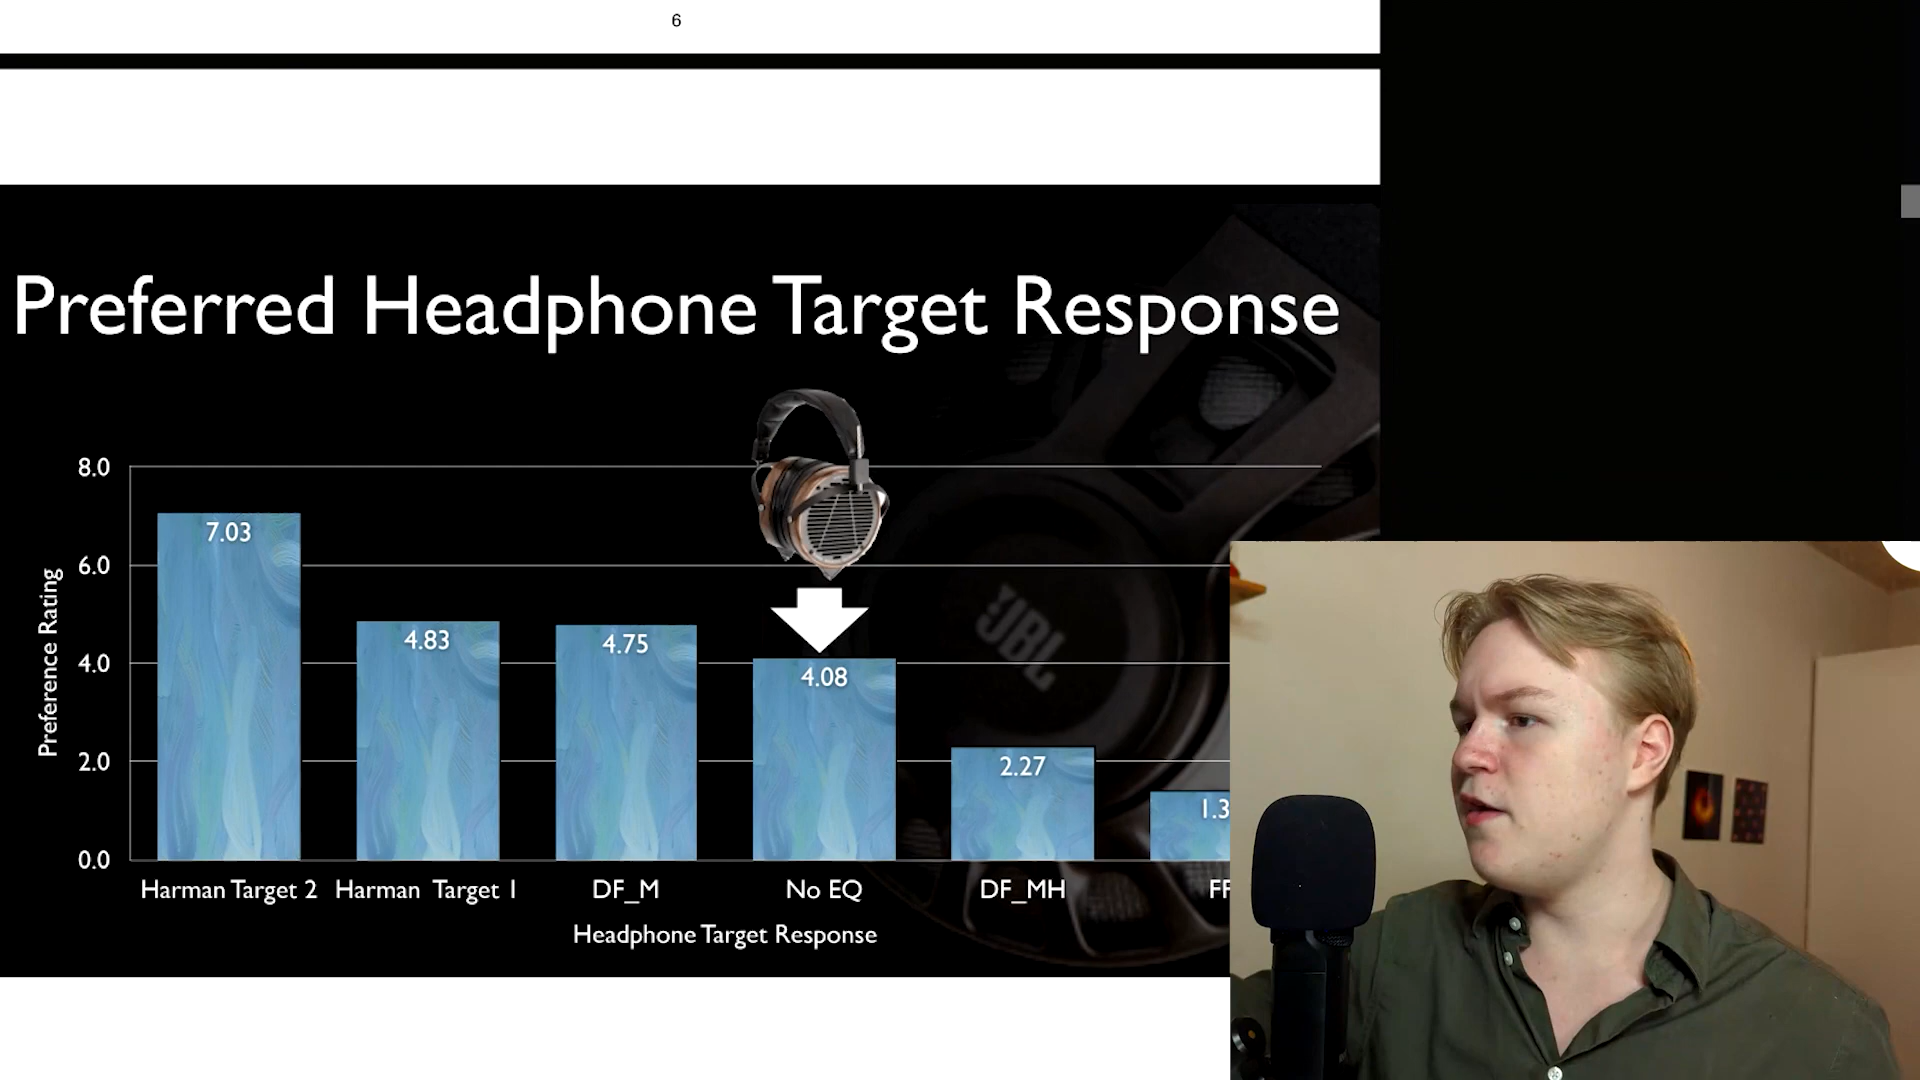 6
Preferred Headphone Target Response
8.0
6.0
4.0
2.0
0.0
Preference Rating
7.03
4.83
4.75
4.08
2.27
1.3
Harman Target 2
Harman Target 1
DF_M
No EQ
DF_MH
Headphone Target Response
JBL